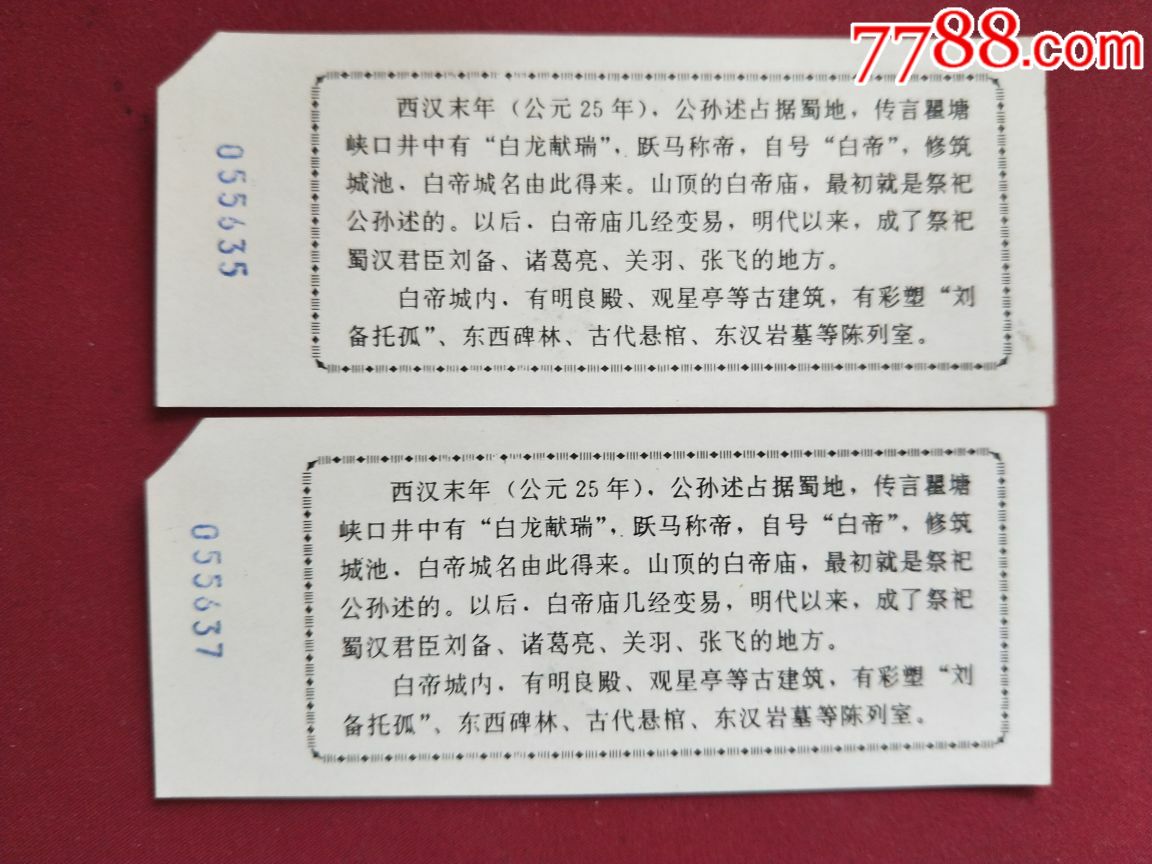 7788.com
055635
西汉末年（公元25年），公孙述占据蜀地，传言瞿塘
峡口井中有“白龙献瑞”，跃马称帝，自号“白帝”，修筑
城池．白帝城名由此得来。山顶的白帝庙，最初就是祭祀
公孙述的。以后．白帝庙几经变易，明代以来，成了祭祀
蜀汉君臣刘备、诸葛亮、关羽、张飞的地方。
白帝城内．有明良殿、观星亭等古建筑，有彩塑“刘
备托孤”、东西碑林、古代悬棺、东汉岩墓等陈列室。
055637
西汉末年（公元25年），公孙述占据蜀地，传言瞿塘
峡口井中有“白龙献瑞”，跃马称帝，自号“白帝”，修筑
城池．白帝城名由此得来。山顶的白帝庙，最初就是祭祀
公孙述的。以后．白帝庙几经变易，明代以来，成了祭祀
蜀汉君臣刘备、诸葛亮、关羽、张飞的地方。
白帝城内．有明良殿、观星亭等古建筑，有彩塑“刘
备托孤”、东西碑林、古代悬棺、东汉岩墓等陈列室。